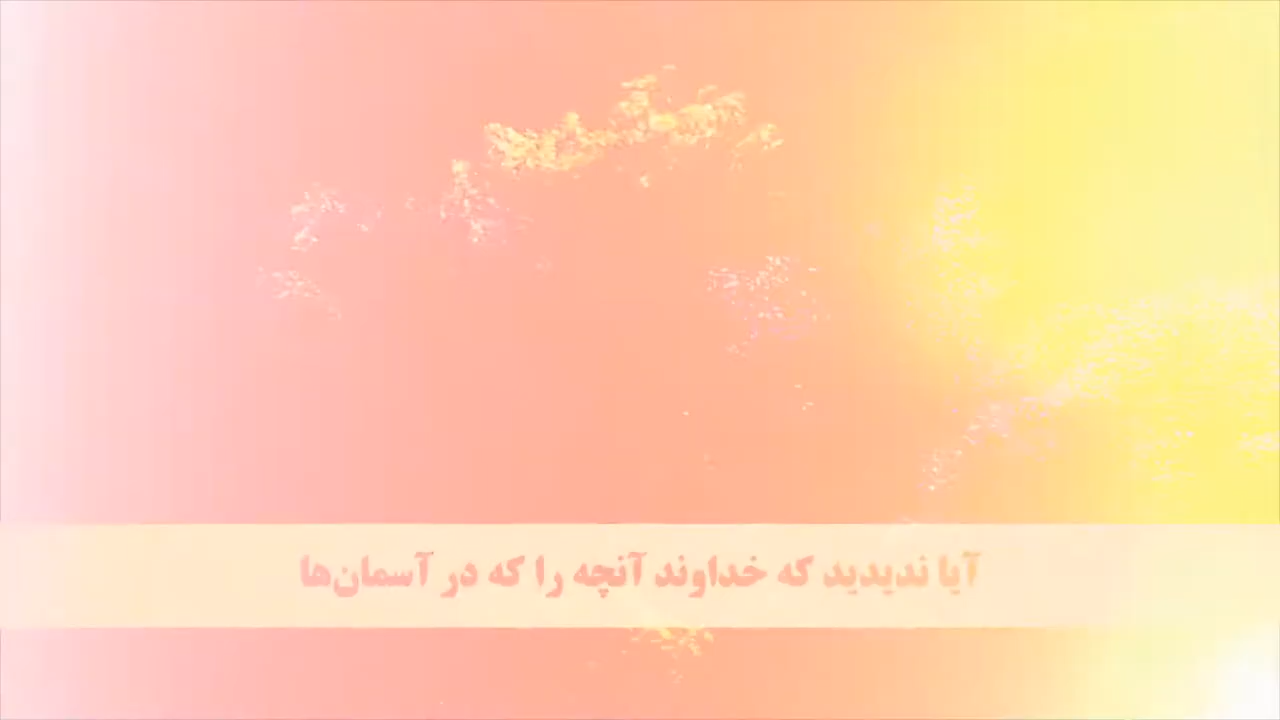 آیا ندیدید که خداوند آنچه را که در آسمان‌ها